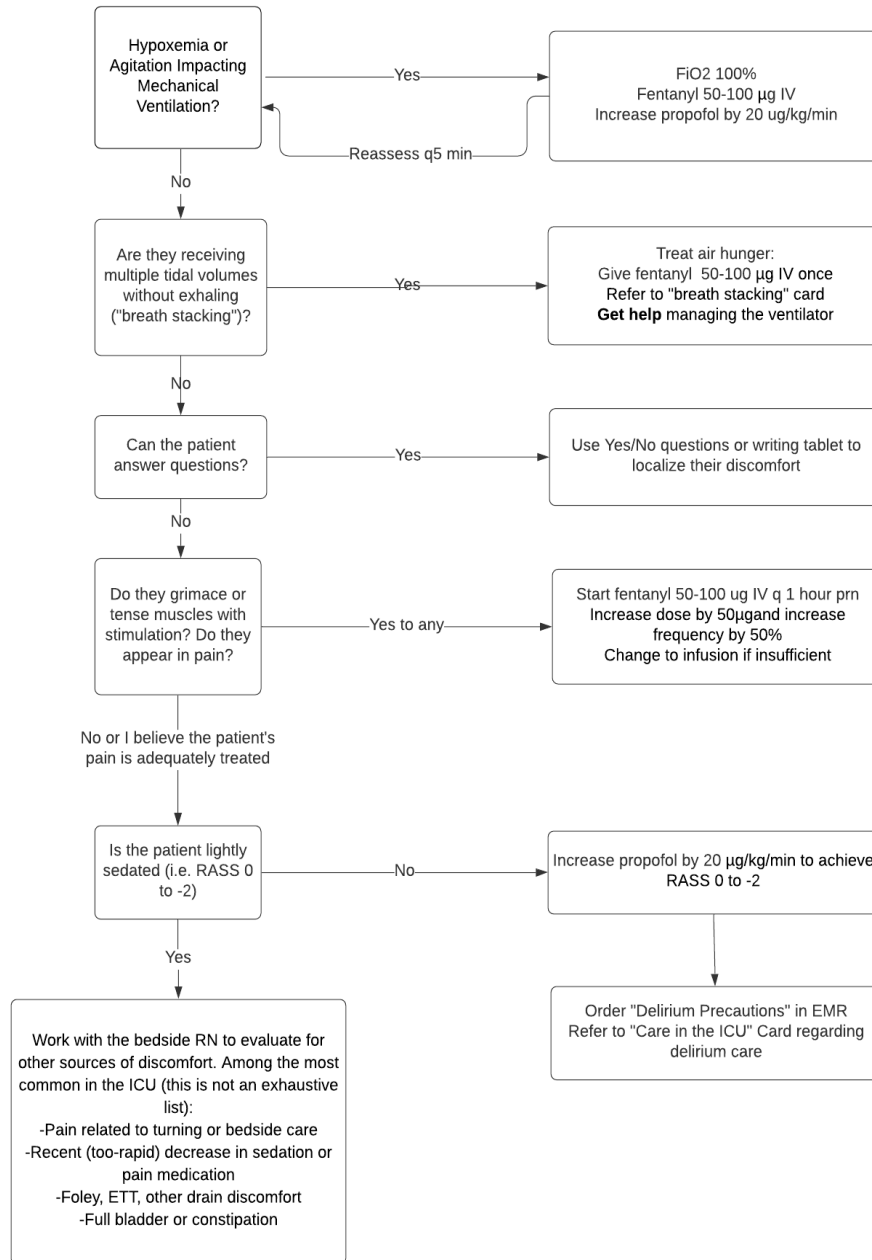 Hypoxemia or
Agitation Impacting
Mechanical
Ventilation?
Yes
FiO2 100%
Fentanyl 50-100 µg IV
Increase propofol by 20 ug/kg/min
Reassess q5 min
No
Are they receiving
multiple tidal volumes
without exhaling
("breath stacking")?
Yes
Treat air hunger:
Give fentanyl  50-100 µg IV once
Refer to "breath stacking" card
Get help managing the ventilator
No
Can the patient
answer questions?
Yes
Use Yes/No questions or writing tablet to
localize their discomfort
No
Do they grimace or
tense muscles with
stimulation? Do they
appear in pain?
Yes to any
Start fentanyl 50-100 ug IV q 1 hour prn
Increase dose by 50µgand increase
frequency by 50%
Change to infusion if insufficient
No or I believe the patient's
pain is adequately treated
Is the patient lightly
sedated (i.e. RASS 0
to -2)
No
Increase propofol by 20 µg/kg/min to achieve
RASS 0 to -2
Yes
Order "Delirium Precautions" in EMR
Refer to "Care in the ICU" Card regarding
delirium care
Work with the bedside RN to evaluate for
other sources of discomfort. Among the most
common in the ICU (this is not an exhaustive
list):
-Pain related to turning or bedside care
-Recent (too-rapid) decrease in sedation or
pain medication
-Foley, ETT, other drain discomfort
-Full bladder or constipation